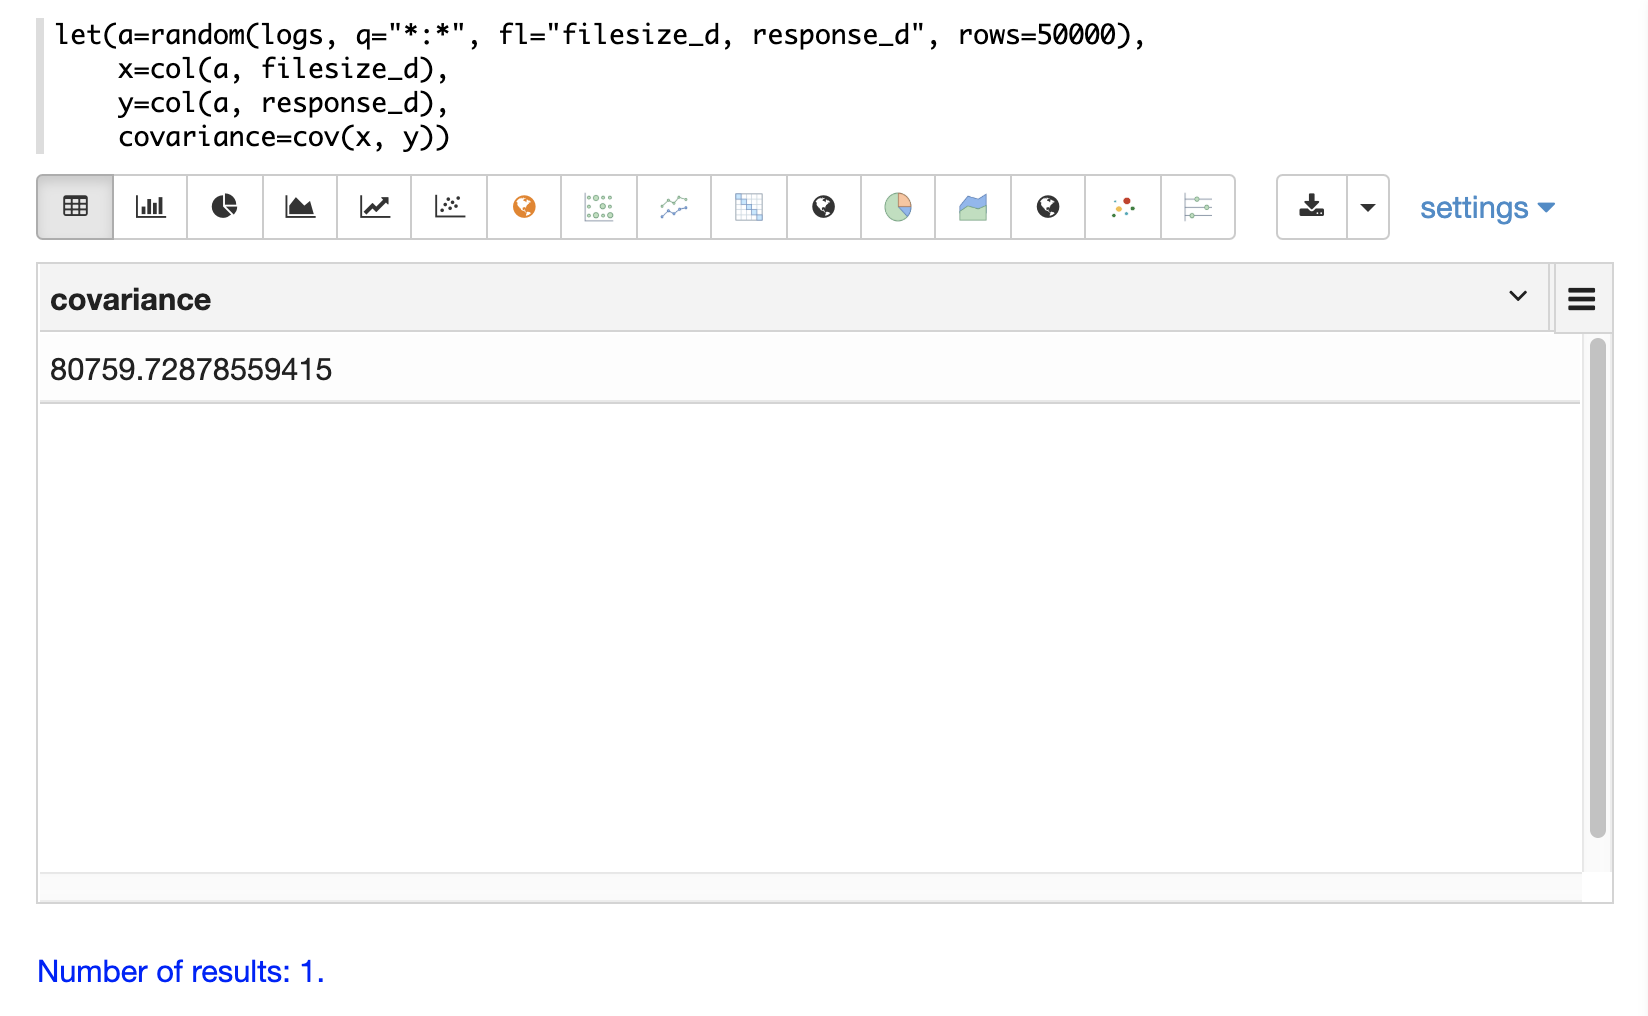 let(a=random(logs, q="*:*", fl="filesize_d, response_d", rows=50000),
    x=col(a, filesize_d),
    y=col(a, response_d),
    covariance=cov(x, y))
settings
covariance
80759.72878559415
Number of results: 1.